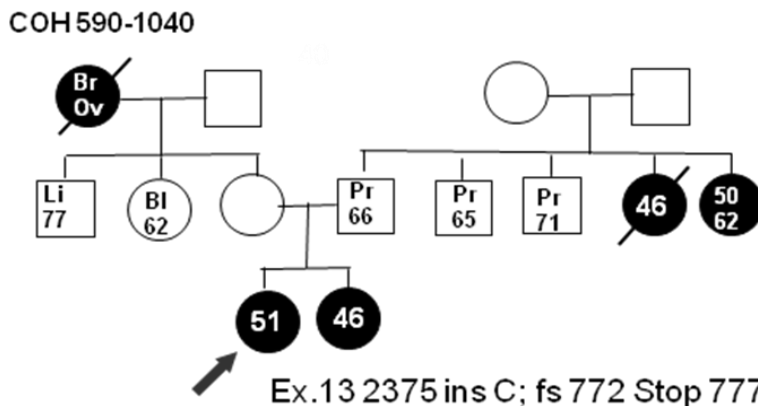 COH 590-1040
Br
Ov
Li
77
Bl
62
Pr
66
Pr
65
Pr
71
46
50
62
51
46
Ex.13 2375 ins C; fs 772 Stop 777